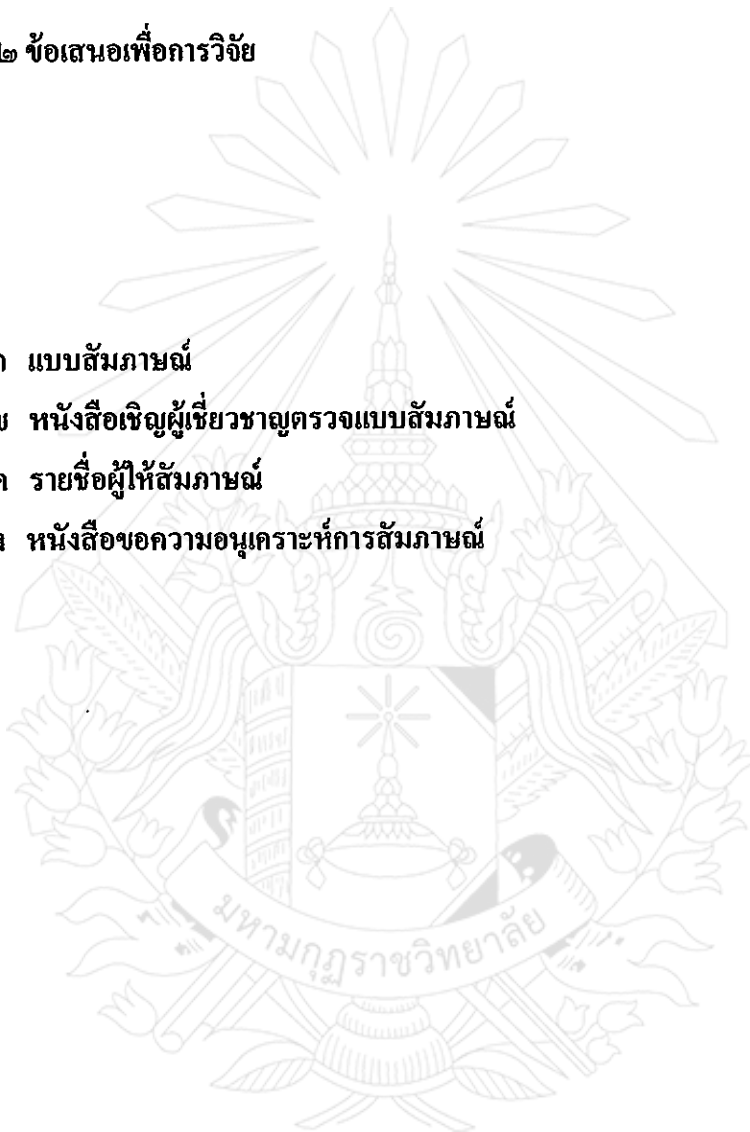 ๒ ข้อเสนอเพื่อการวิจัย
แบบสัมภาษณ์
หนังสือเชิญผู้เชี่ยวชาญตรวจแบบสัมภาษณ์
รายชื่อผู้ให้สัมภาษณ์
หนังสือขอความอนุเคราะห์การสัมภาษณ์
มหามกุฏราชวิทยาลัย